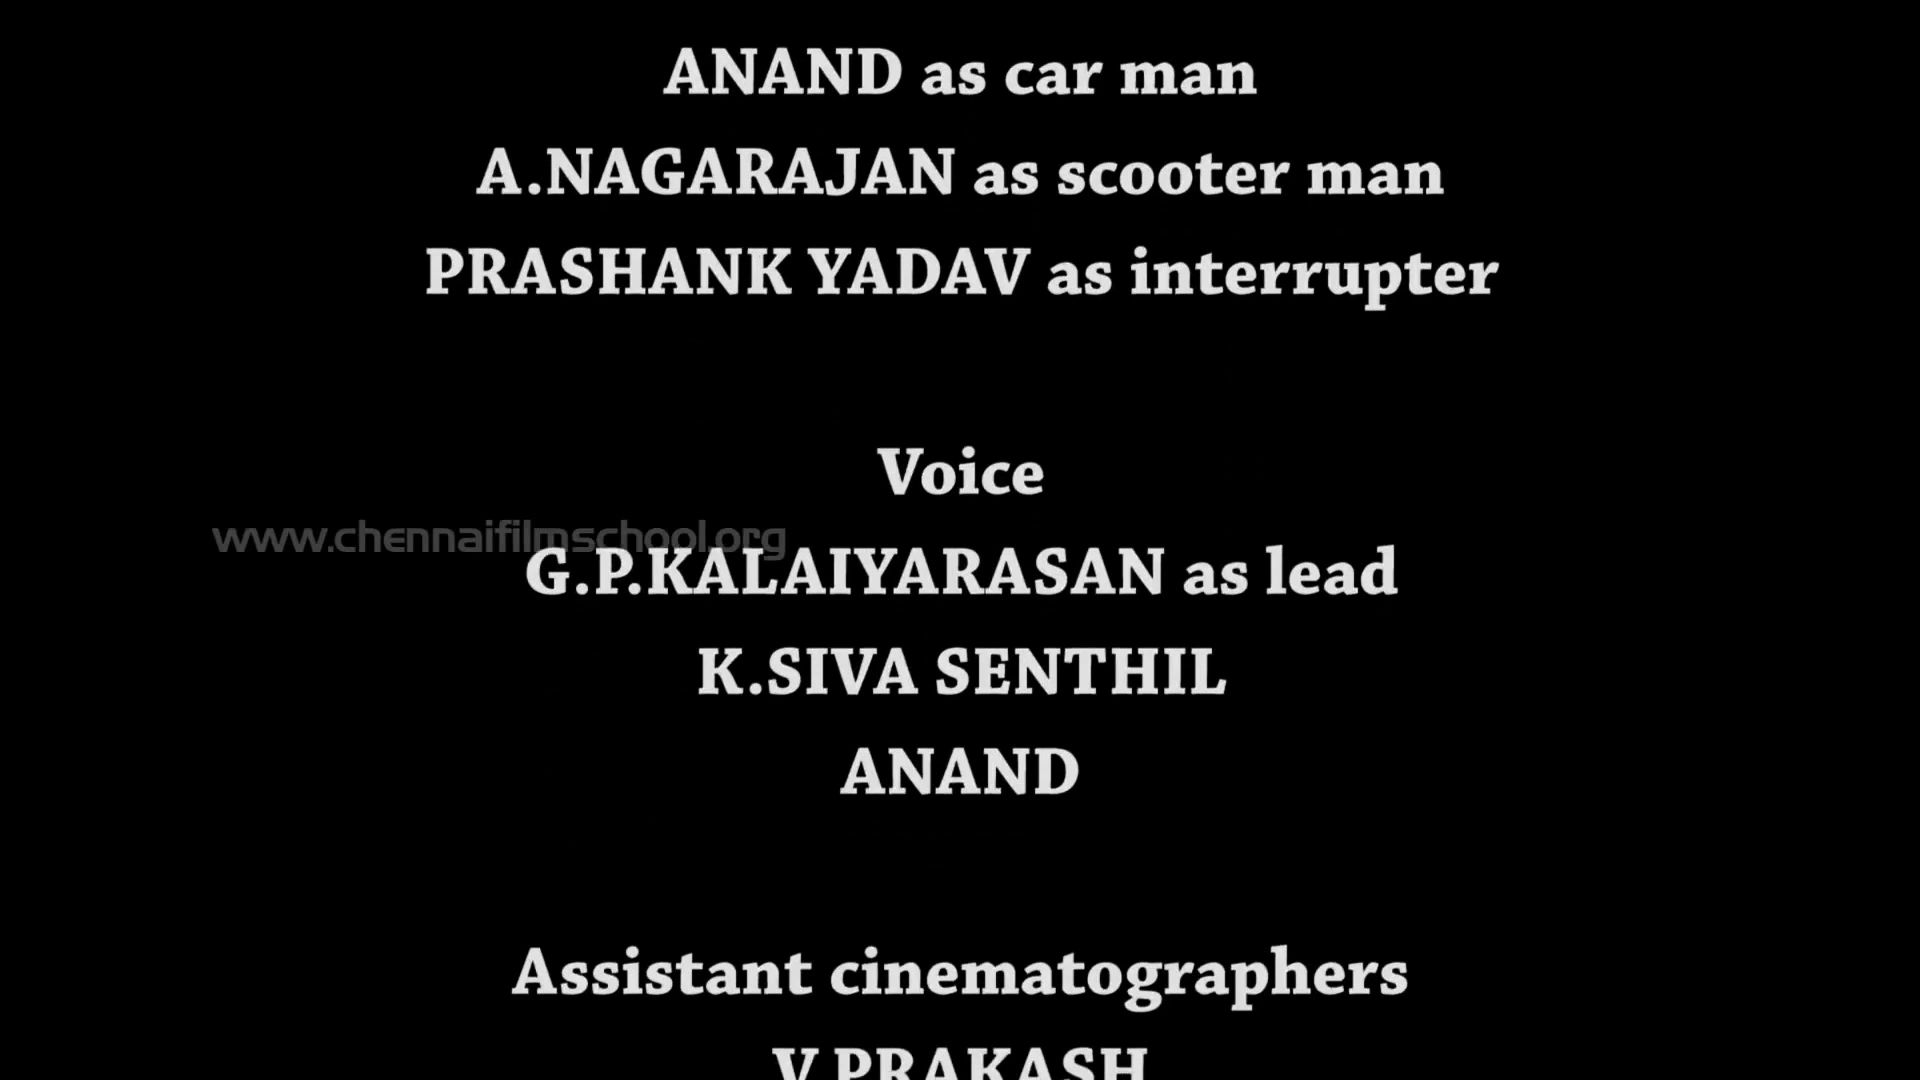 ANAND as car man
A.NAGARAJAN as scooter man
PRASHANK YADAV as interrupter
Voice
www.chennaifilmschool.org
G.P.KALAIYARASAN as lead
K.SIVA SENTHIL
ANAND
Assistant cinematographers
V PRAKASH